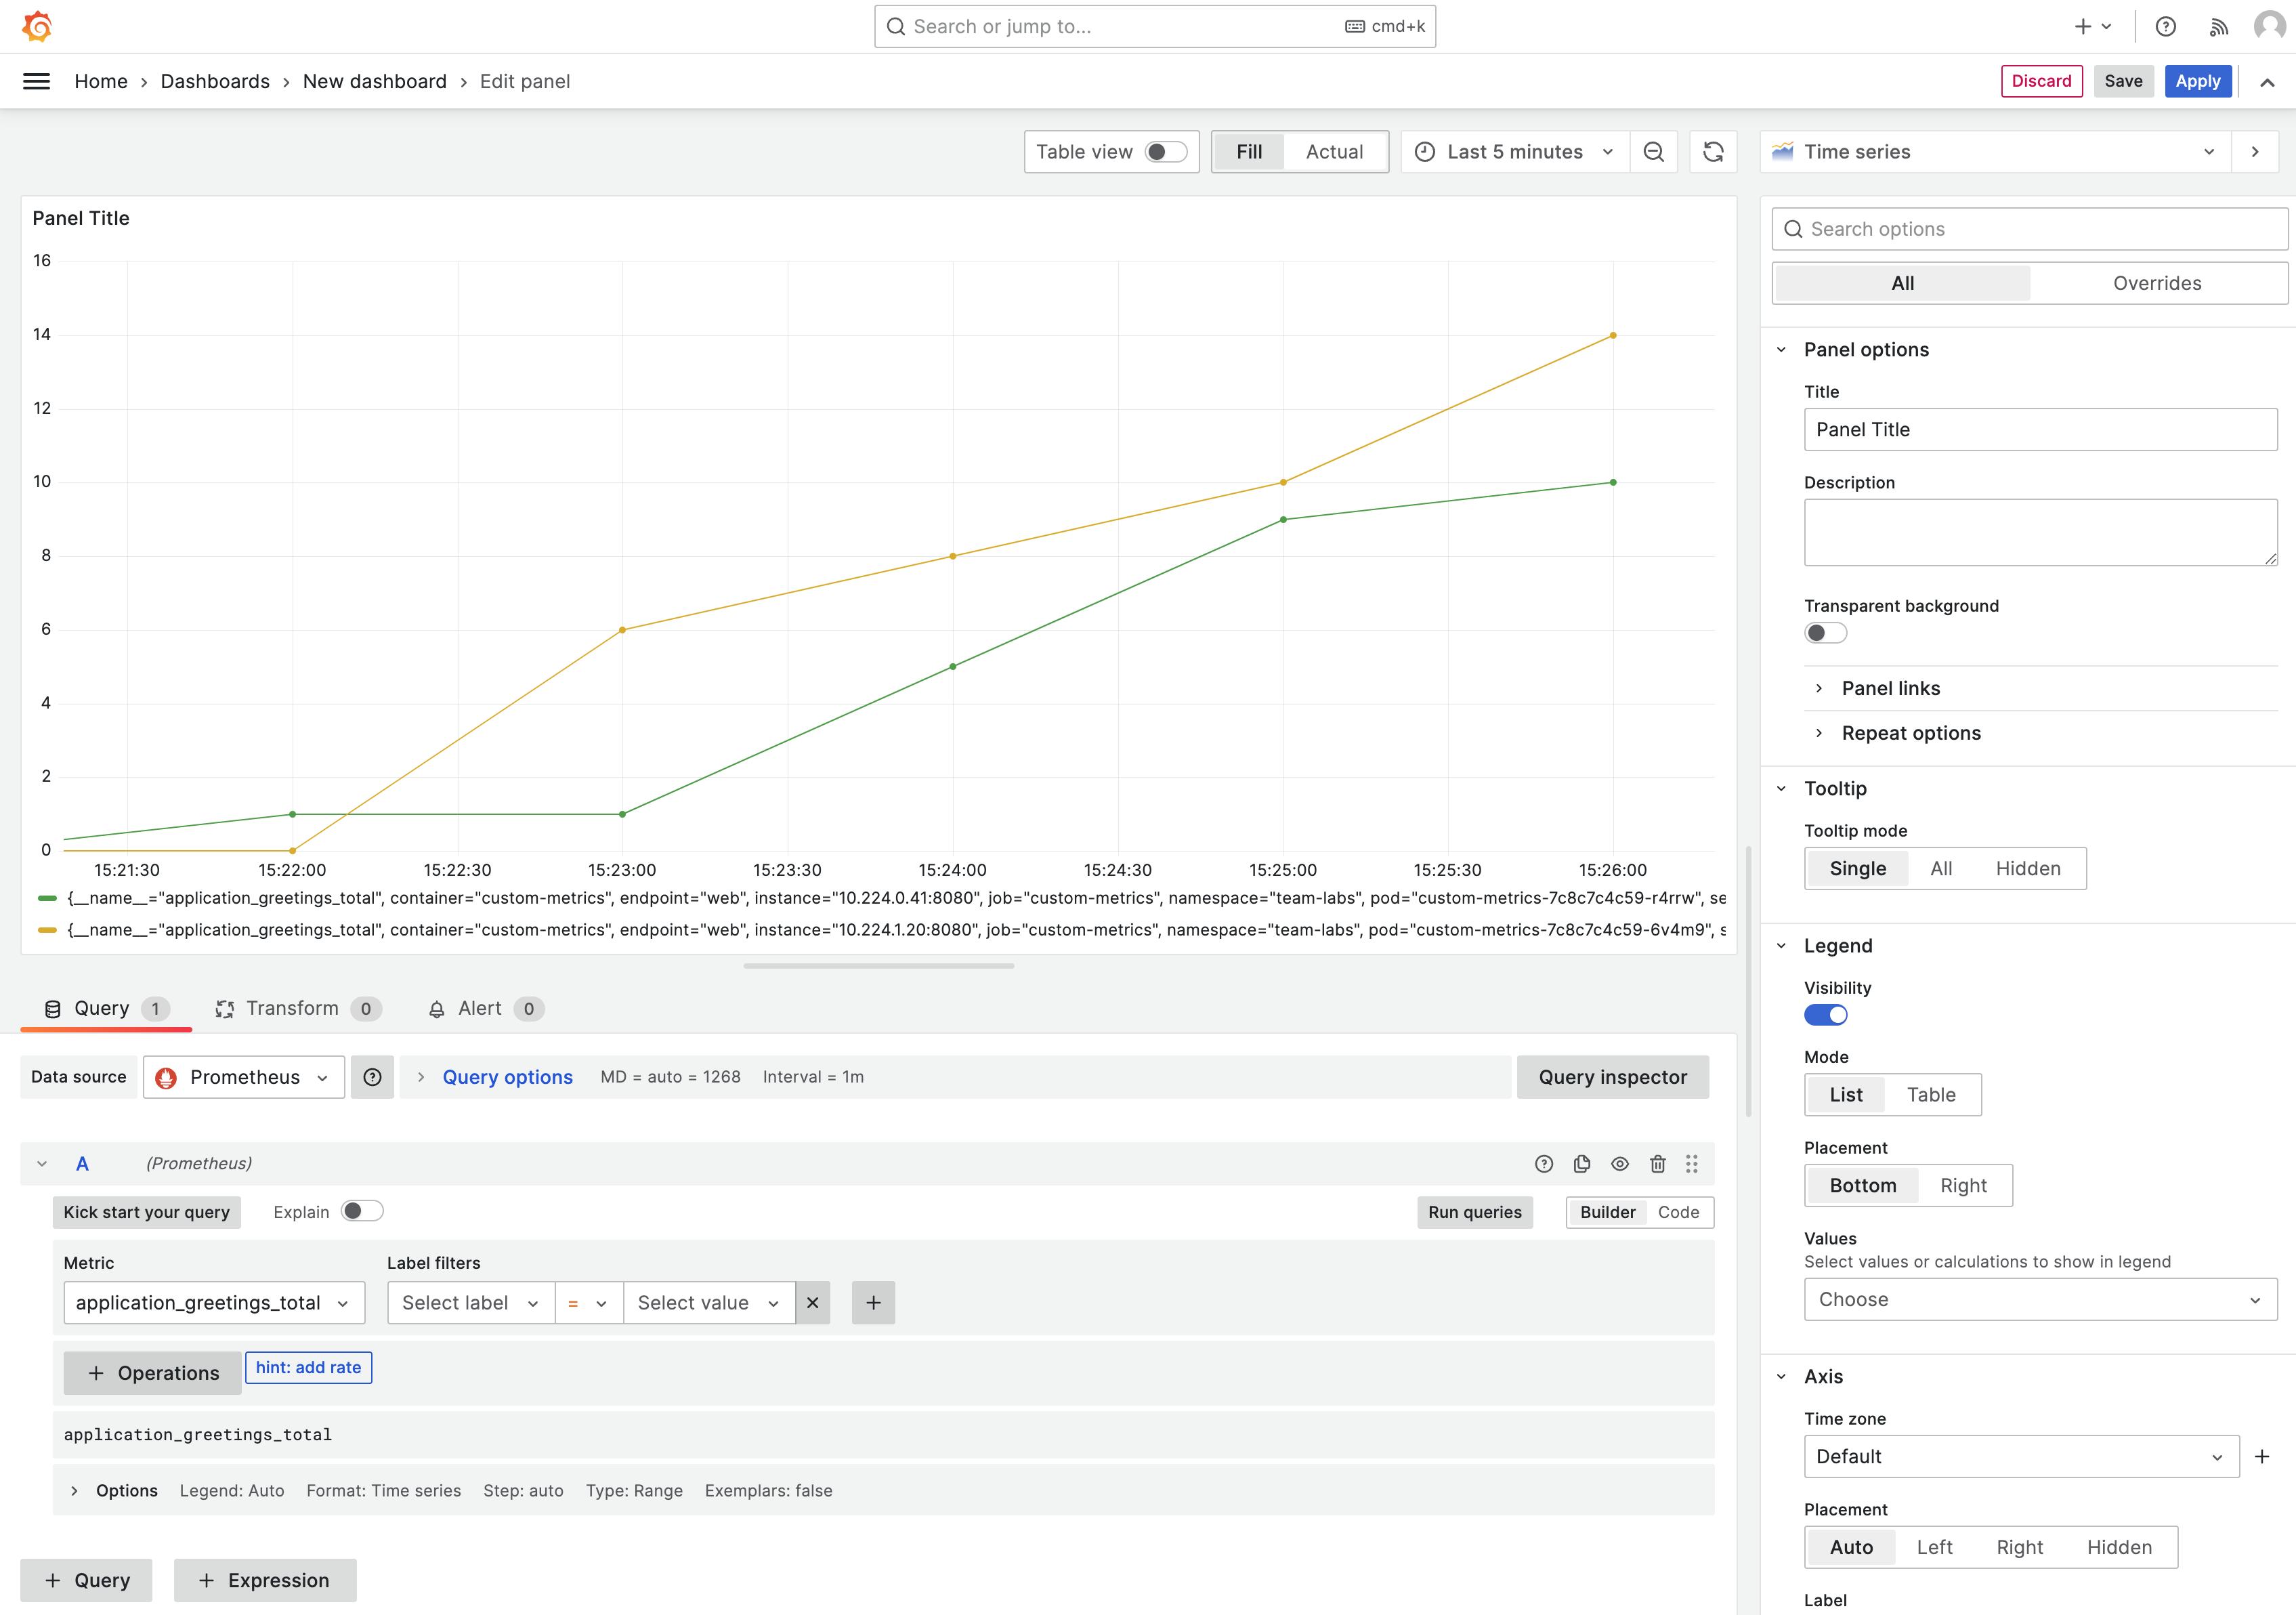 Search or jump to...
cmd+k
Home › Dashboards › New dashboard › Edit panel
Discard
Save
Apply
Table view
Fill
Actual
Last 5 minutes
Time series
Panel Title
16
14
12
10
8
6
4
2
0
15:21:30 15:22:00 15:22:30 15:23:00 15:23:30 15:24:00 15:24:30 15:25:00 15:25:30 15:26:00
{__name__="application_greetings_total", container="custom-metrics", endpoint="web", instance="10.224.0.41:8080", job="custom-metrics", namespace="team-labs", pod="custom-metrics-7c8c7c4c59-r4rrw", se
{__name__="application_greetings_total", container="custom-metrics", endpoint="web", instance="10.224.1.20:8080", job="custom-metrics", namespace="team-labs", pod="custom-metrics-7c8c7c4c59-6v4m9", s
Query 1
Transform 0
Alert 0
Data source
Prometheus
Query options
MD = auto = 1268
Interval = 1m
Query inspector
A
(Prometheus)
Kick start your query
Explain
Run queries
Builder
Code
Metric
Label filters
application_greetings_total
Select label
=
Select value
+ Operations
hint: add rate
application_greetings_total
Options Legend: Auto Format: Time series Step: auto Type: Range Exemplars: false
+ Query
+ Expression
Search options
All
Overrides
Panel options
Title
Panel Title
Description
Transparent background
Panel links
Repeat options
Tooltip
Tooltip mode
Single All Hidden
Legend
Visibility
Mode
List Table
Placement
Bottom Right
Values
Select values or calculations to show in legend
Choose
Axis
Time zone
Default
Placement
Auto Left Right Hidden
Label